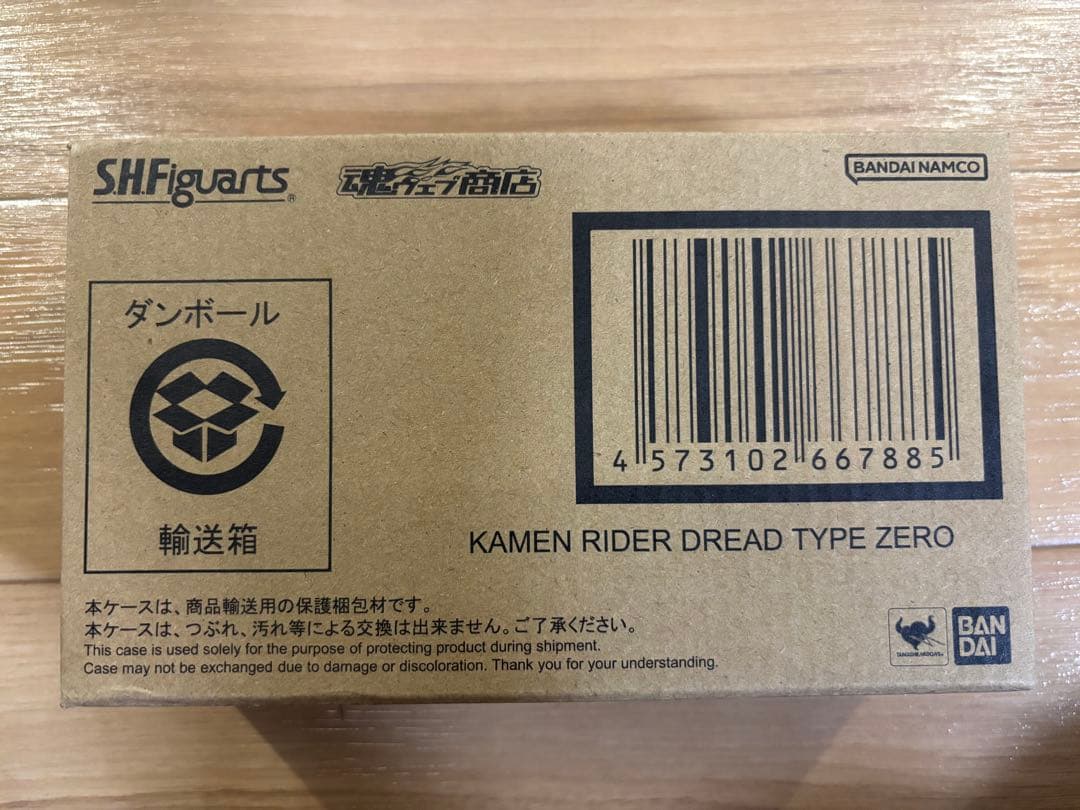 S.H.Figuarts®
魂ウェブ商店
BANDAI NAMCO
ダンボール
輸送箱
4 573102 667885
KAMEN RIDER DREAD TYPE ZERO
本ケースは、商品輸送用の保護梱包材です。
本ケースは、つぶれ、汚れ等による交換は出来ません。ご了承ください。
This case is used solely for the purpose of protecting product during shipment.
Case may not be exchanged due to damage or discoloration. Thank you for your understanding.
TAMASHII NATIONS
BAN
DAI